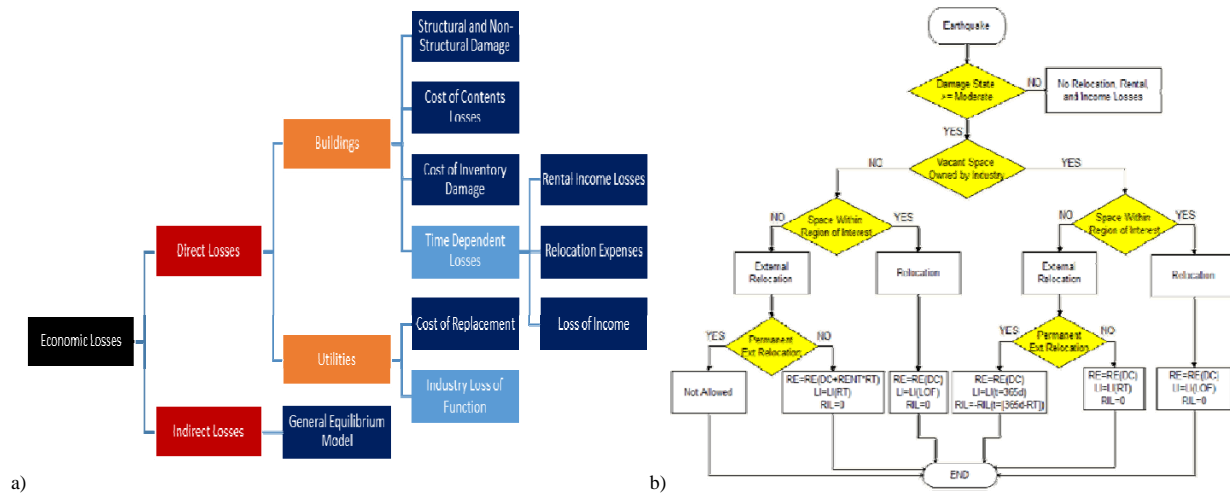 Structural and Non-
Structural Damage
Cost of Contents
Losses
Buildings
Cost of Inventory
Damage
Rental Income Losses
Direct Losses
Time Dependent
Losses
Relocation Expenses
Economic Losses
Cost of Replacement
Loss of Income
Utilities
Industry Loss of
Function
Indirect Losses
General Equilibrium
Model
a)
Earthquake
Damage State
>= Moderate
NO
No Relocation, Rental,
and Income Losses
YES
NO
Vacant Space
Owned by Industry
YES
NO
Space Within
Region of Interest
YES
NO
Space Within
Region of Interest
YES
External
Relocation
Relocation
External
Relocation
Relocation
YES
Permanent
Ext Relocation
NO
YES
Permanent
Ext Relocation
NO
Not Allowed
RE=RE(DC+RENT*RT)
LI=LI(RT)
RIL=0
RE=RE(DC)
LI=LI(LOF)
RIL=0
RE=RE(DC)
LI=LI(t=365d)
RIL=-RIL(t=[365d-RT])
RE=RE(DC)
LI=LI(RT)
RIL=0
RE=RE(DC)
LI=LI(LOF)
RIL=0
END
b)